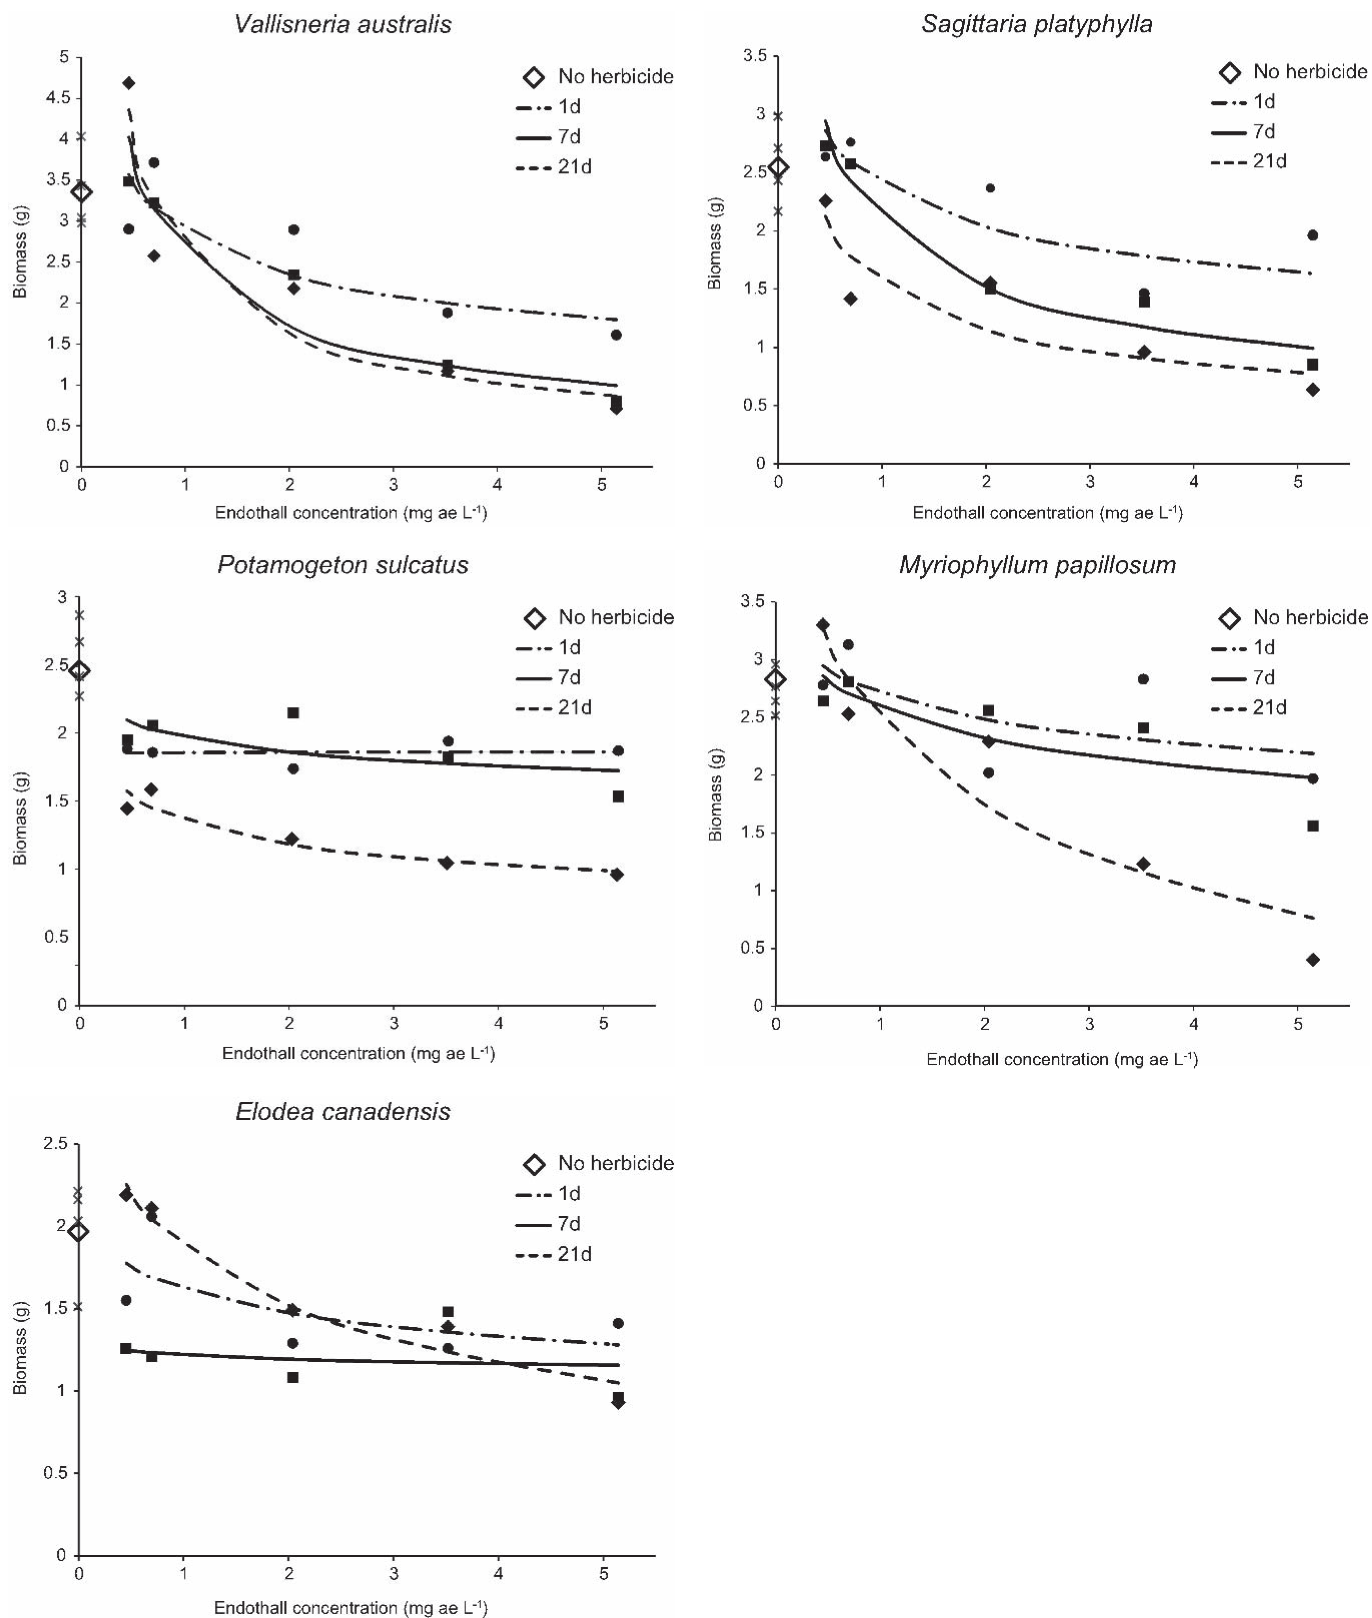 Vallisneria australis
5
4.5
4
3.5
3
2.5
2
1.5
1
0.5
0
Biomass (g)
0 1 2 3 4 5
Endothall concentration (mg ae L-1)
No herbicide
1d
7d
21d
Sagittaria platyphylla
3.5
3
2.5
2
1.5
1
0.5
0
Biomass (g)
0 1 2 3 4 5
Endothall concentration (mg ae L-1)
No herbicide
1d
7d
21d
Potamogeton sulcatus
3
2.5
2
1.5
1
0.5
0
Biomass (g)
0 1 2 3 4 5
Endothall concentration (mg ae L-1)
No herbicide
1d
7d
21d
Myriophyllum papillosum
3.5
3
2.5
2
1.5
1
0.5
0
Biomass (g)
0 1 2 3 4 5
Endothall concentration (mg ae L-1)
No herbicide
1d
7d
21d
Elodea canadensis
2.5
2
1.5
1
0.5
0
Biomass (g)
0 1 2 3 4 5
Endothall concentration (mg ae L-1)
No herbicide
1d
7d
21d